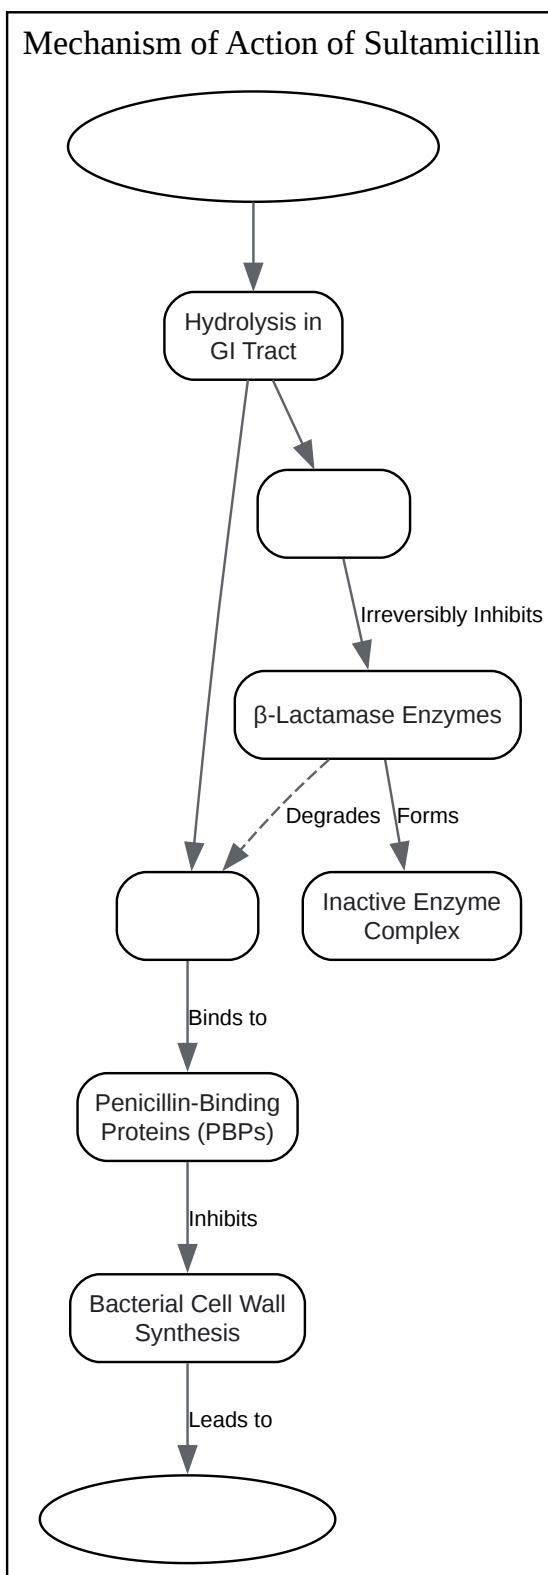 Mechanism of Action of Sultamicillin
Hydrolysis in
GI Tract
Irreversibly Inhibits
β-Lactamase Enzymes
Degrades
Forms
Inactive Enzyme
Complex
Binds to
Penicillin-Binding
Proteins (PBPs)
Inhibits
Bacterial Cell Wall
Synthesis
Leads to